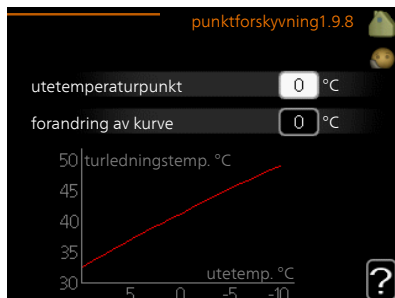 punktforskyvning1.9.8
utetemperaturpunkt 0 °C
forandring av kurve 0 °C
50 turledningstemp. °C
45
40
35
30
utetemp. °C
5 0 -5 -10
?